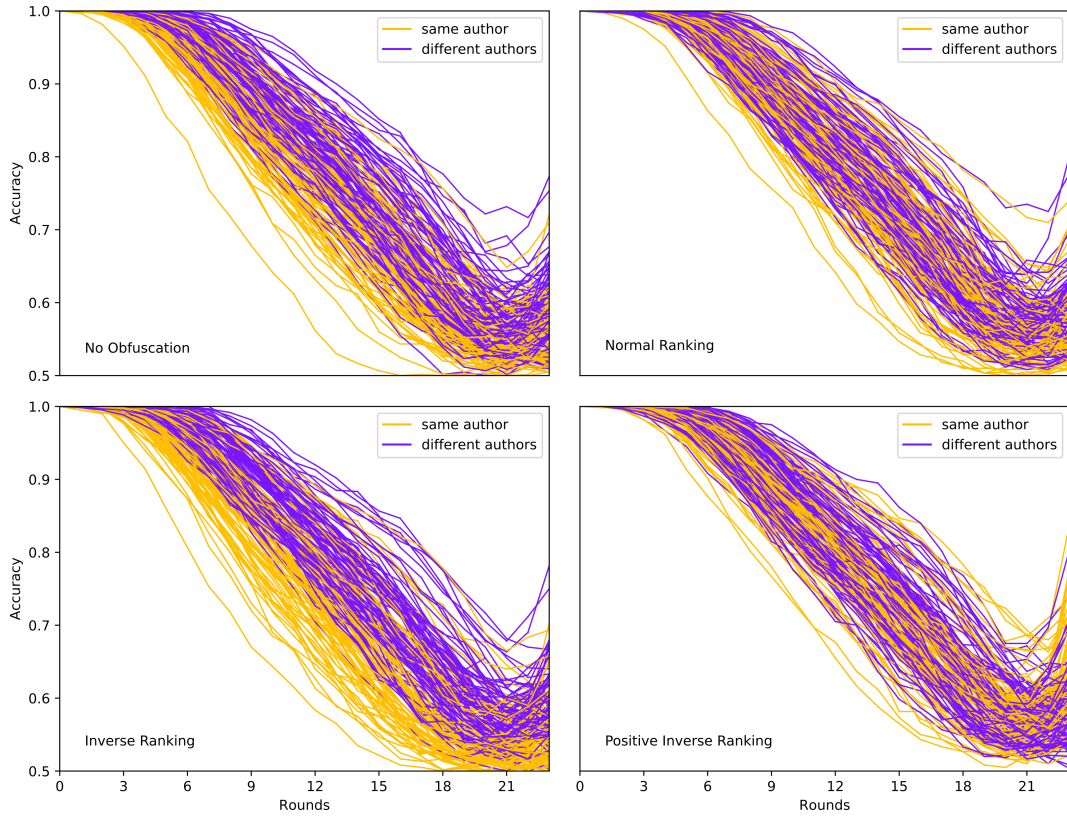 1.0
0.9
0.8
0.7
0.6
0.5
Accuracy
same author
different authors
No Obfuscation
same author
different authors
Normal Ranking
1.0
0.9
0.8
0.7
0.6
0.5
Accuracy
same author
different authors
Inverse Ranking
0 3 6 9 12 15 18 21
Rounds
same author
different authors
Positive Inverse Ranking
0 3 6 9 12 15 18 21
Rounds